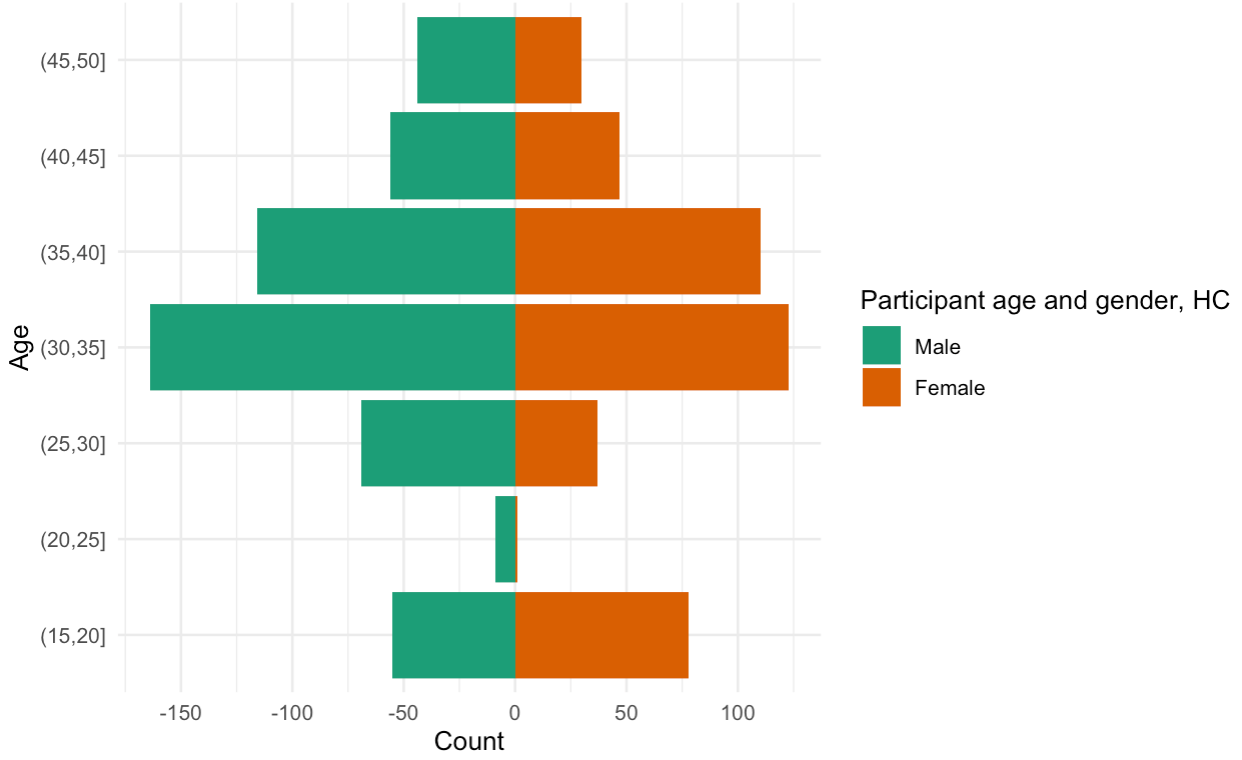 (45,50]
(40,45]
(35,40]
(30,35]
(25,30]
(20,25]
(15,20]
Age
-150 -100 -50 0 50 100
Count
Participant age and gender, HC
Male
Female